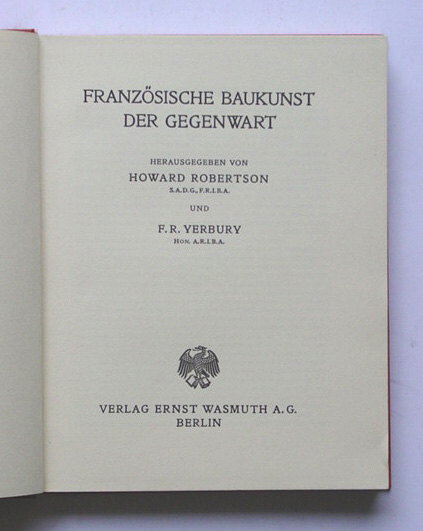 FRANZÖSISCHE BAUKUNST
DER GEGENWART
HERAUSGEGEBEN VON
HOWARD ROBERTSON
S.A.D.G., F.R.I.B.A.
UND
F. R. YERBURY
HON. A.R.I.B.A.
VERLAG ERNST WASMUTH A. G.
BERLIN